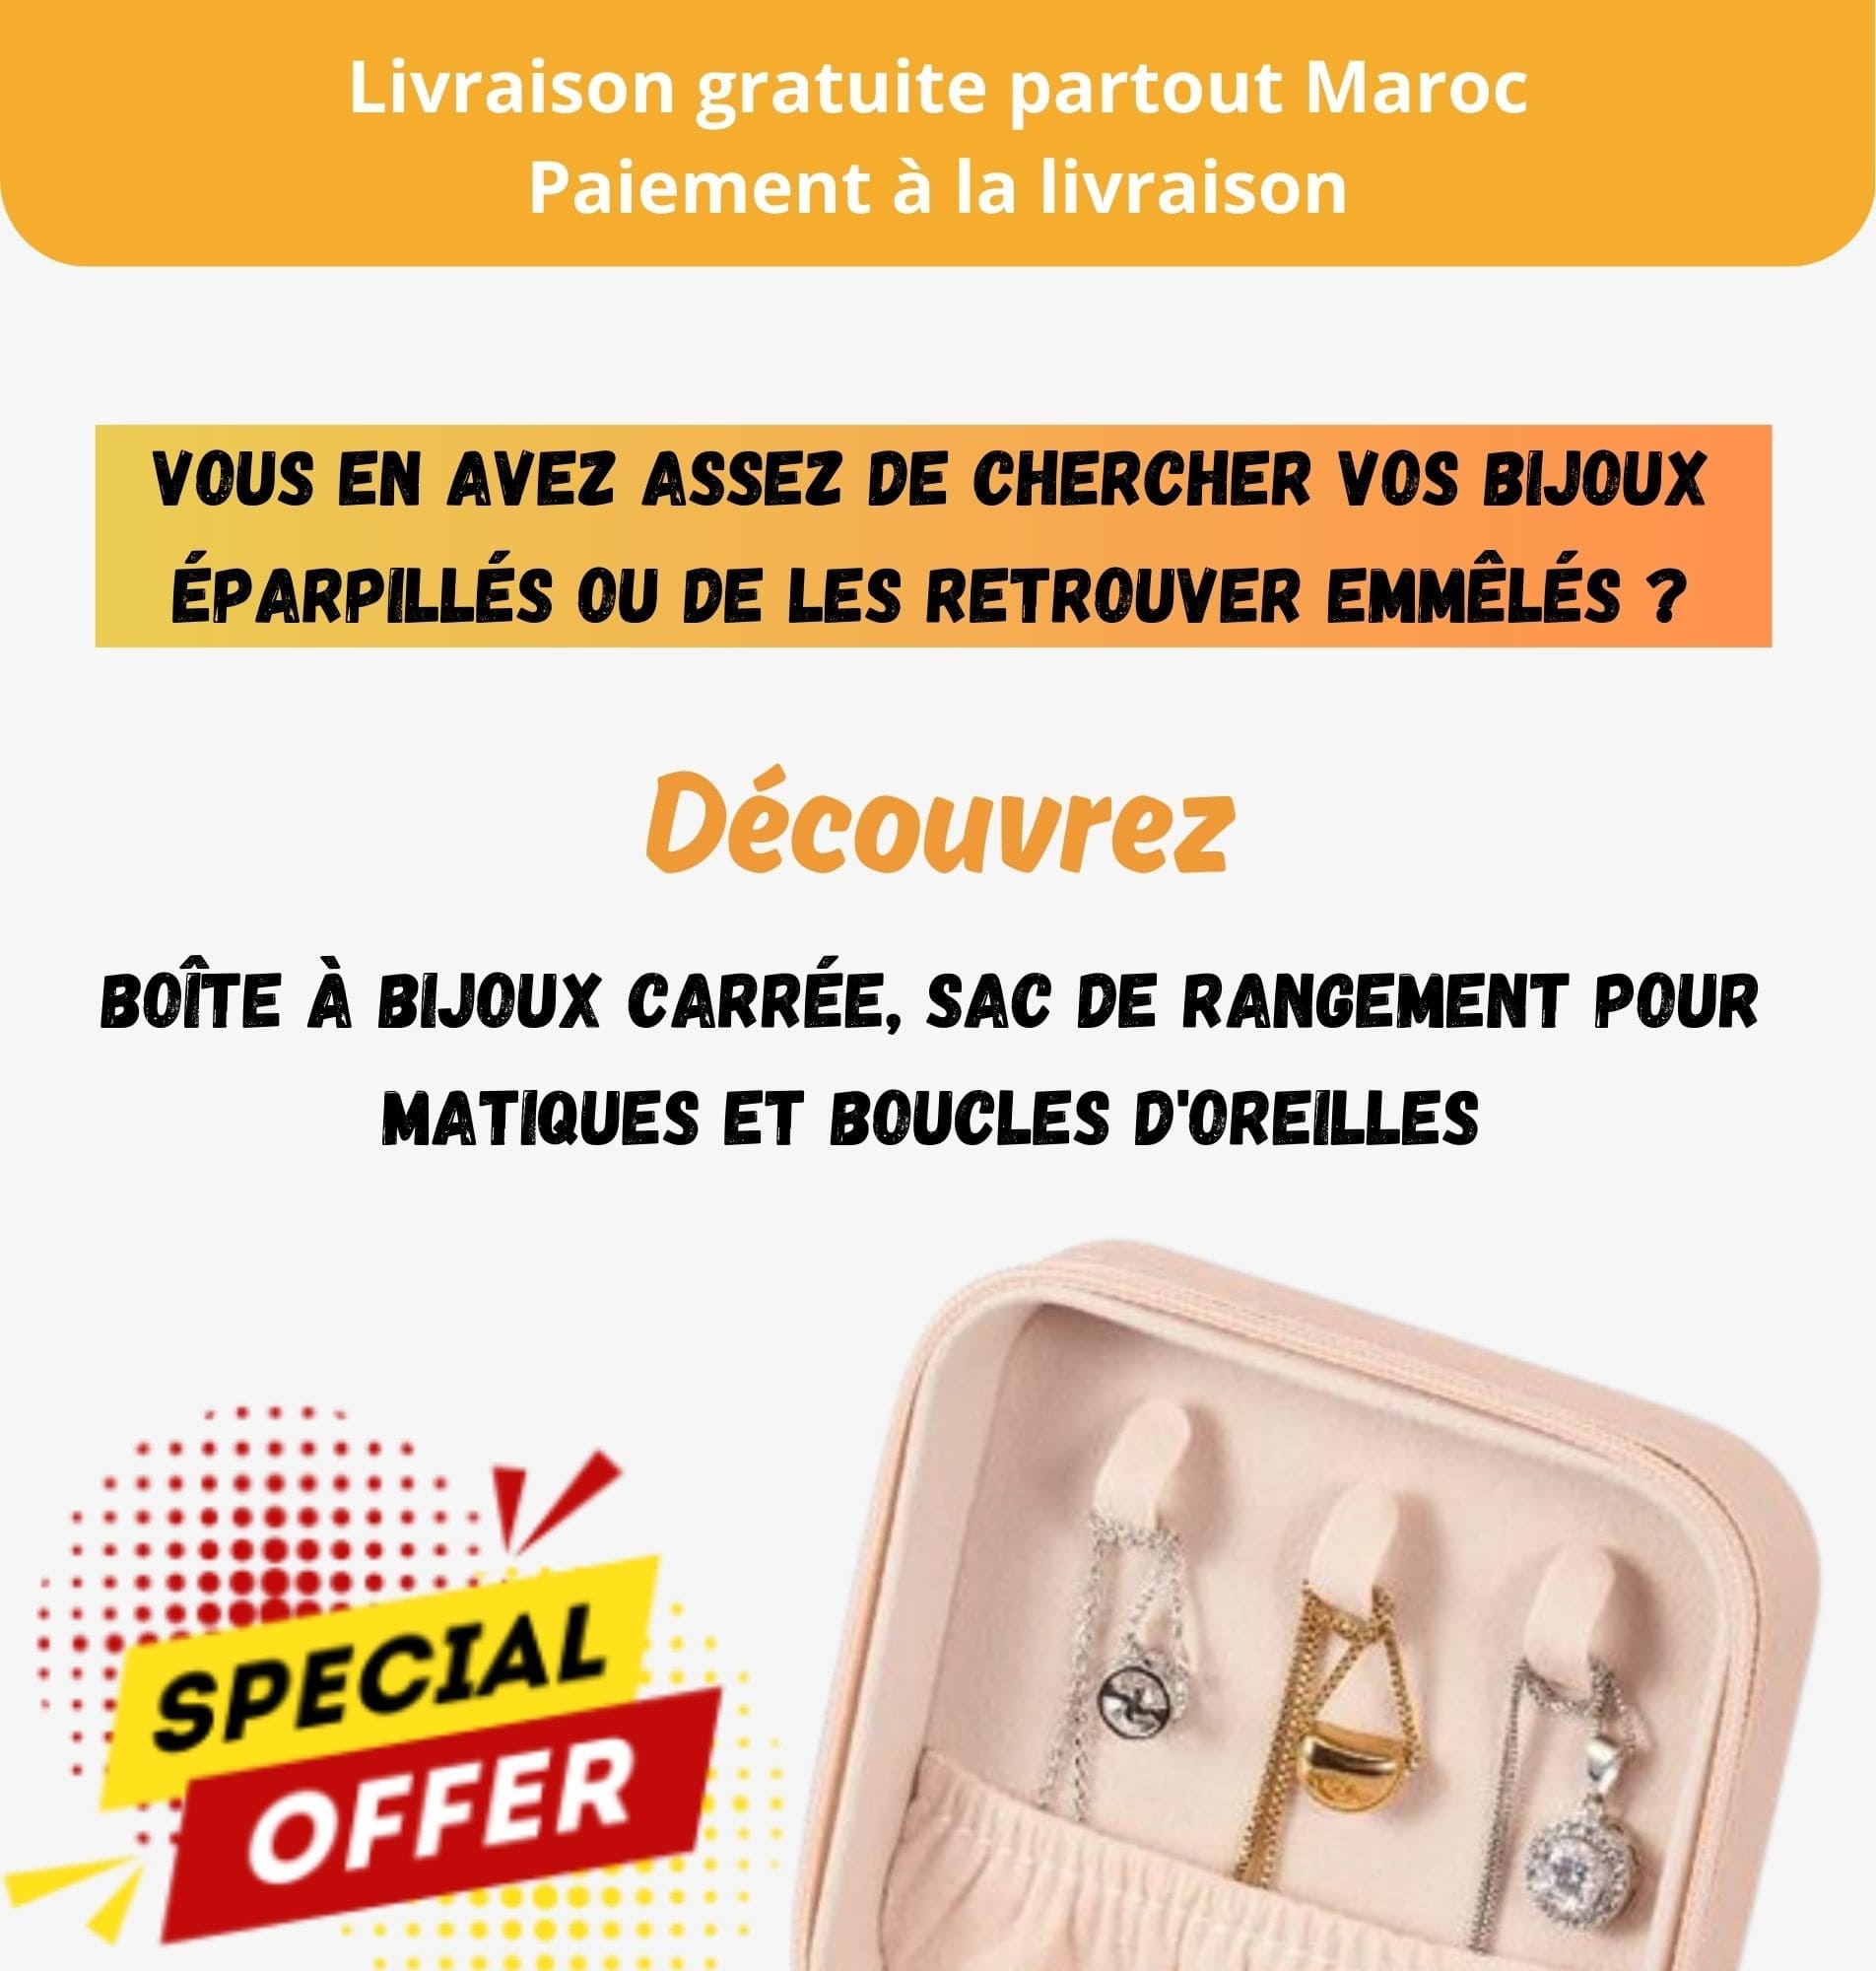 Livraison gratuite partout Maroc
Paiement à la livraison
VOUS EN AVEZ ASSEZ DE CHERCHER VOS BIJOUX
ÉPARPILLÉS OU DE LES RETROUVER EMMÊLÉS ?
Découvrez
BOÎTE À BIJOUX CARRÉE, SAC DE RANGEMENT POUR
MATIQUES ET BOUCLES D'OREILLES
SPECIAL
OFFER